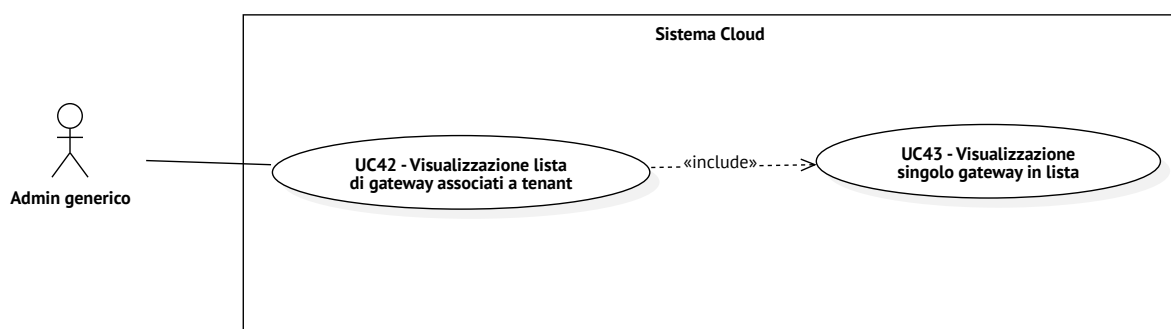 Sistema Cloud
Admin generico
UC42 - Visualizzazione lista
di gateway associati a tenant
«include»
UC43 - Visualizzazione
singolo gateway in lista